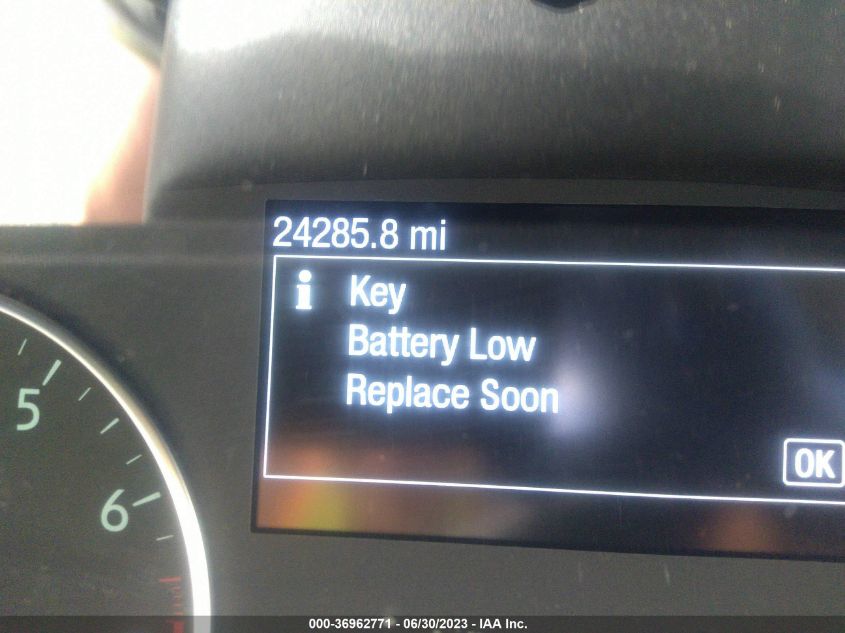 24285.8 mi
i Key
Battery Low
Replace Soon
OK
5
6
000-36962771 - 06/30/2023 - IAA Inc.